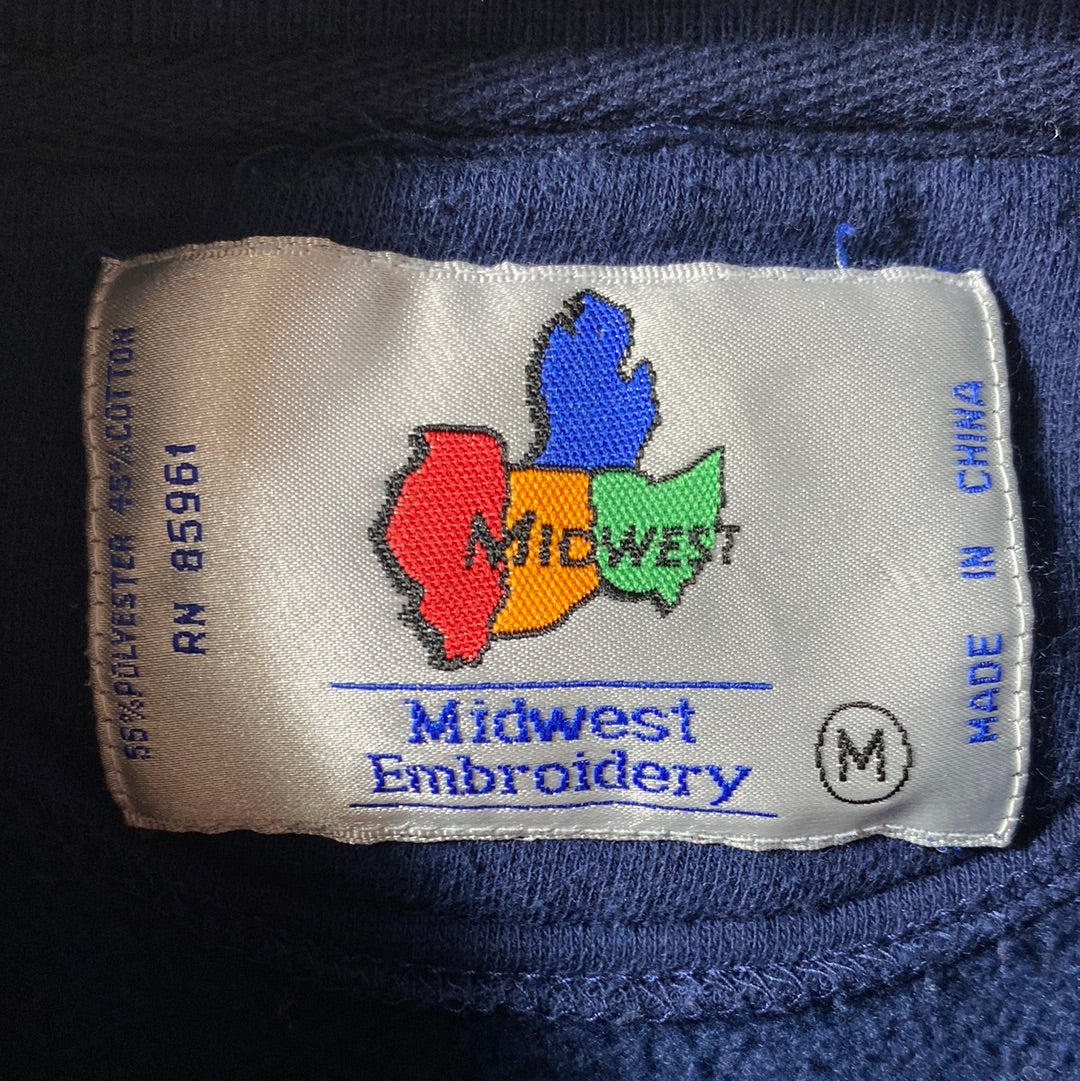 55%POLYESTER 45%COTTON
RN 85961
MIDWEST
Midwest
Embroidery
M
MADE IN CHINA